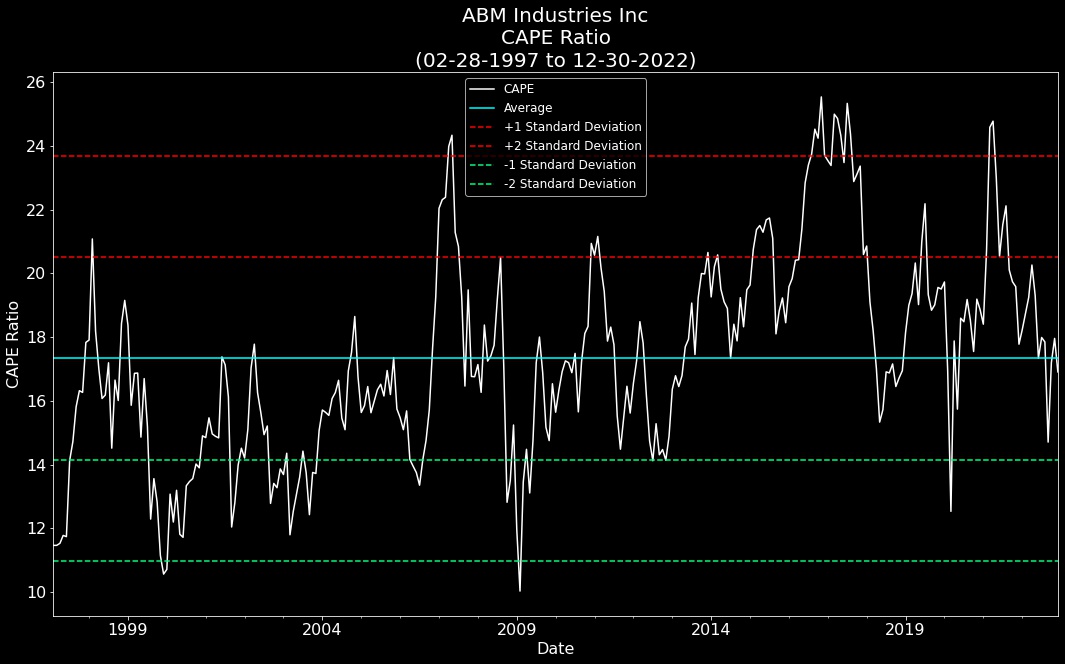 ABM Industries Inc
CAPE Ratio
(02-28-1997 to 12-30-2022)
CAPE
Average
+1 Standard Deviation
+2 Standard Deviation
-1 Standard Deviation
-2 Standard Deviation
26
24
22
20
18
16
14
12
10
CAPE Ratio
1999 2004 2009 2014 2019
Date